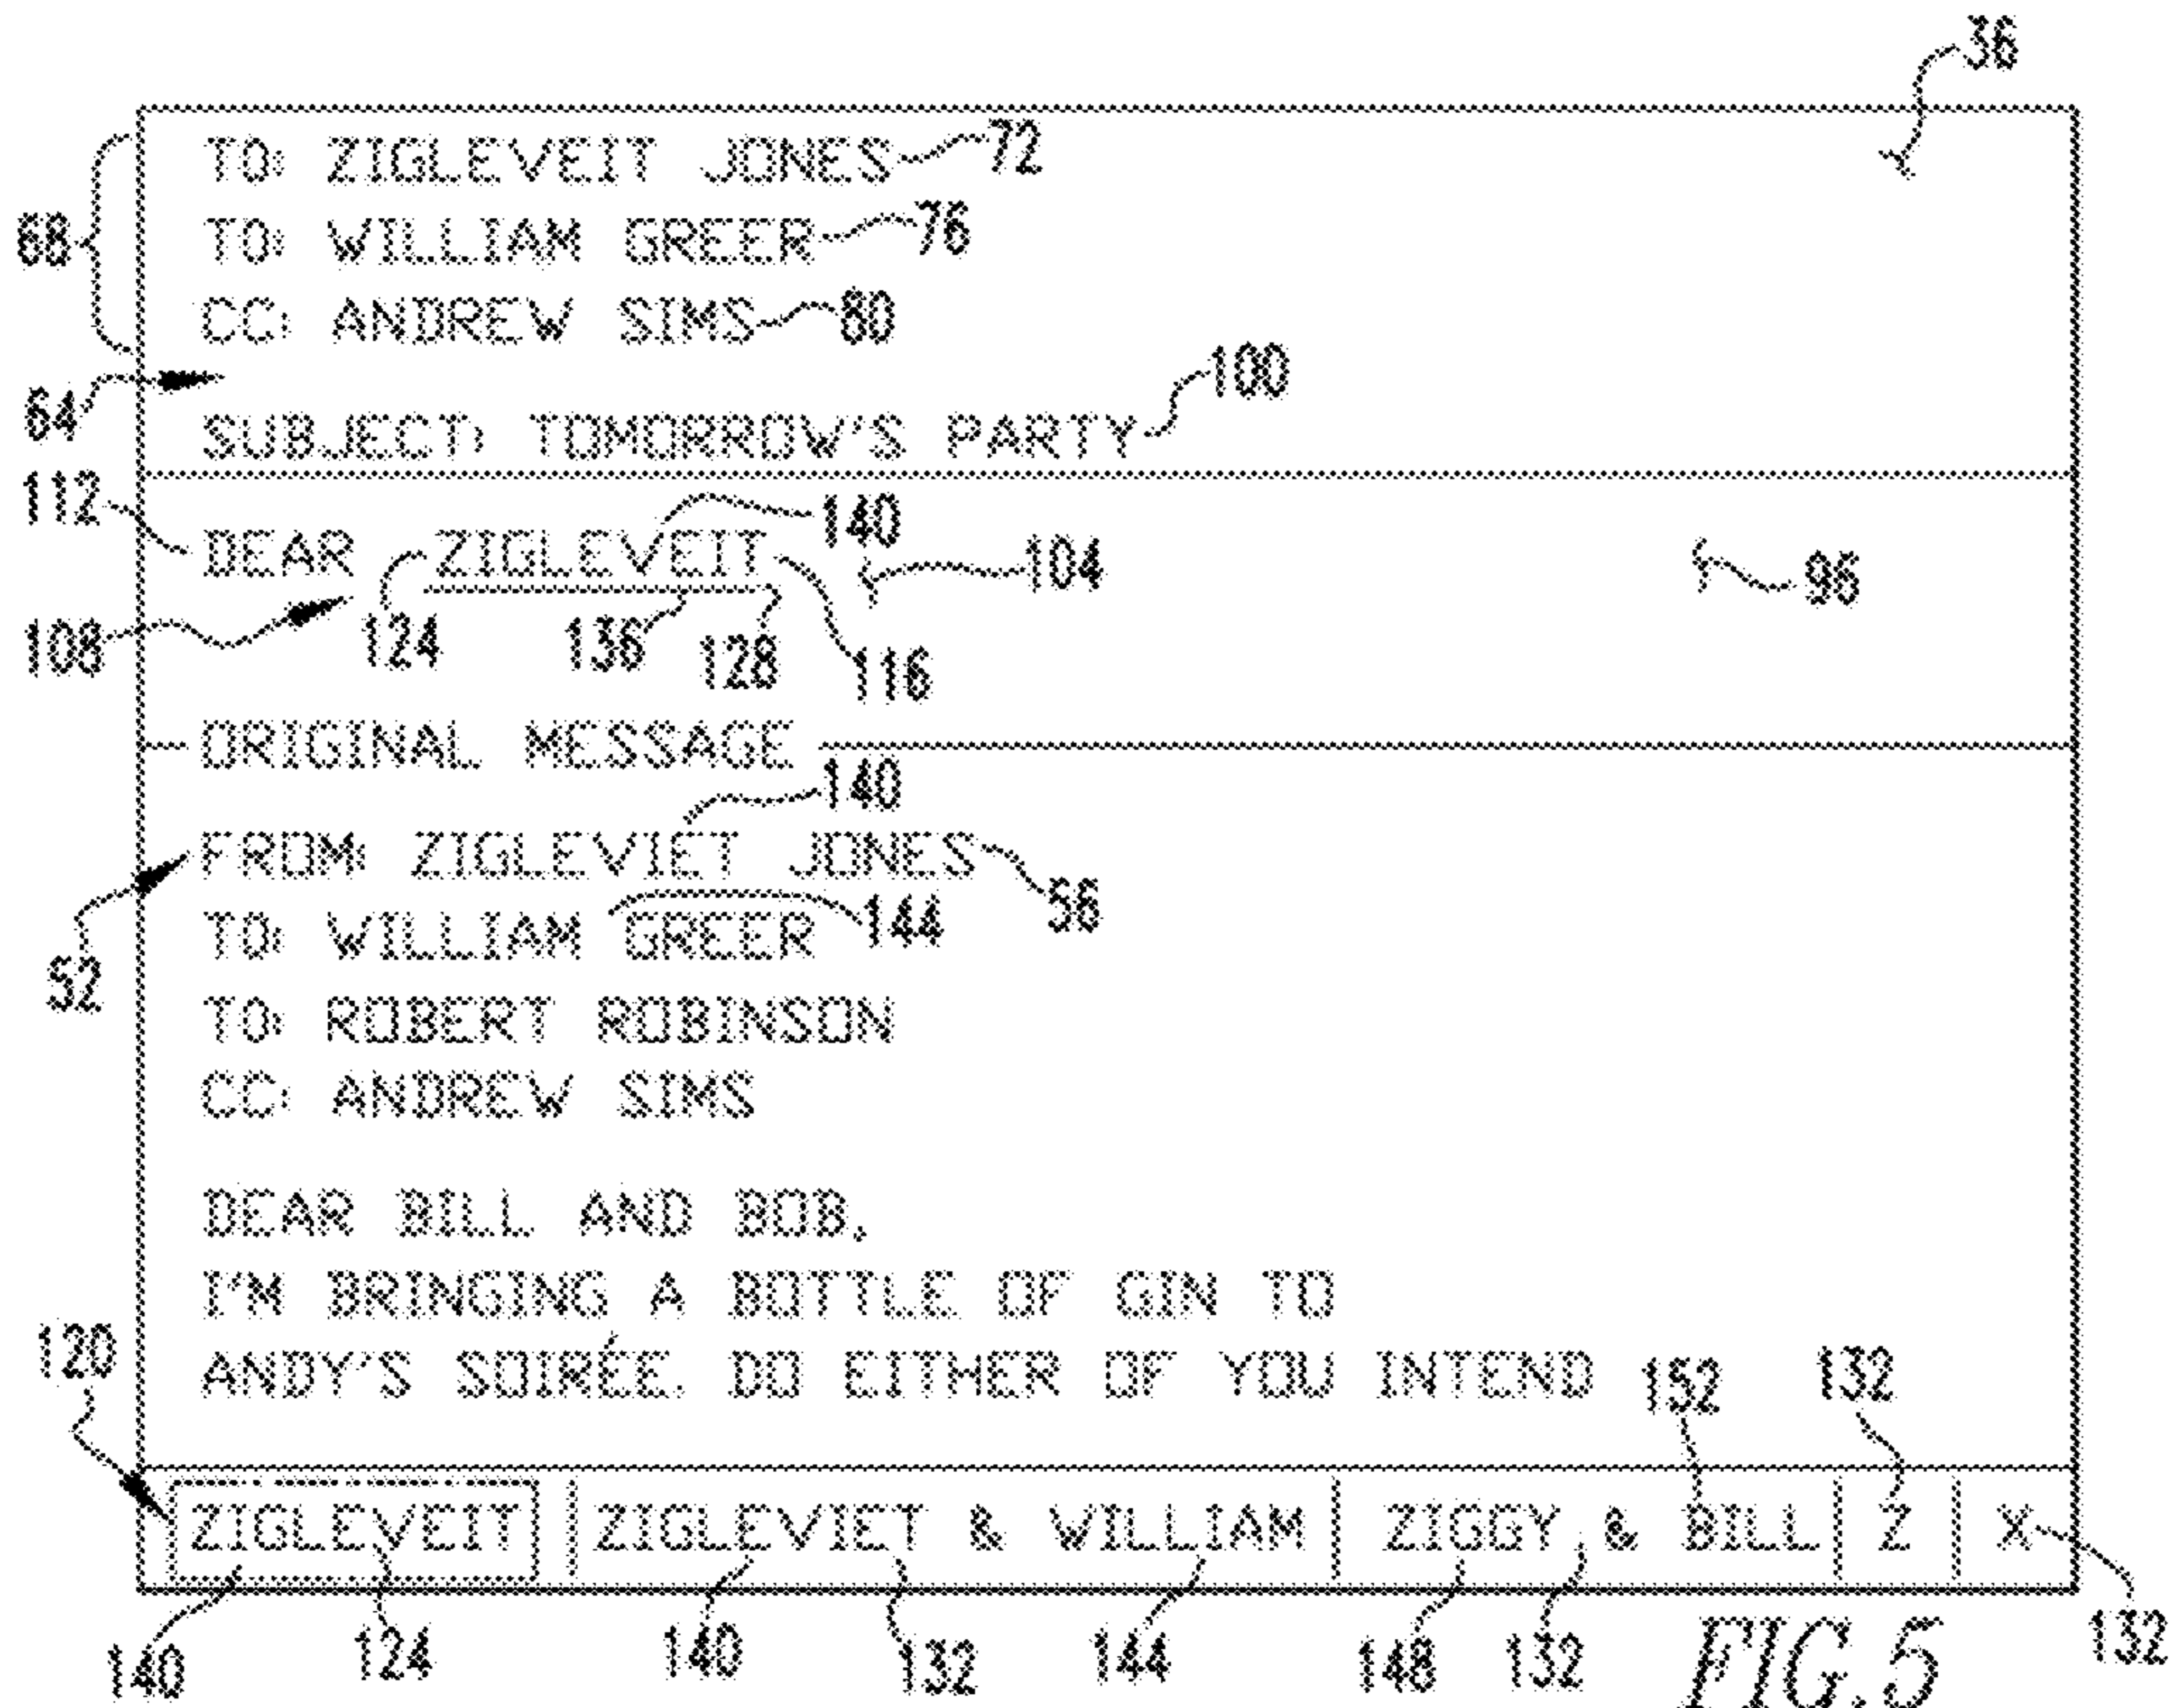 36
TO: ZIGLEVEIT JONES 72
68
TO: WILLIAM GREER 76
CC: ANDREW SIMS 80
64
100
SUBJECT: TOMORROW'S PARTY
112
140
DEAR ZIGLEVEIT
104
96
108
124
136
128
116
ORIGINAL MESSAGE
140
FROM: ZIGLEVIET JONES
56
144
TO: WILLIAM GREER
52
TO: ROBERT ROBINSON
CC: ANDREW SIMS
DEAR BILL AND BOB,
I'M BRINGING A BOTTLE OF GIN TO
120
ANDY'S SOIRÉE. DO EITHER OF YOU INTEND
152
132
ZIGLEVEIT ZIGLEVIET & WILLIAM ZIGGY & BILL Z X
140
124
140
132
144
148
132
132
FIG. 5